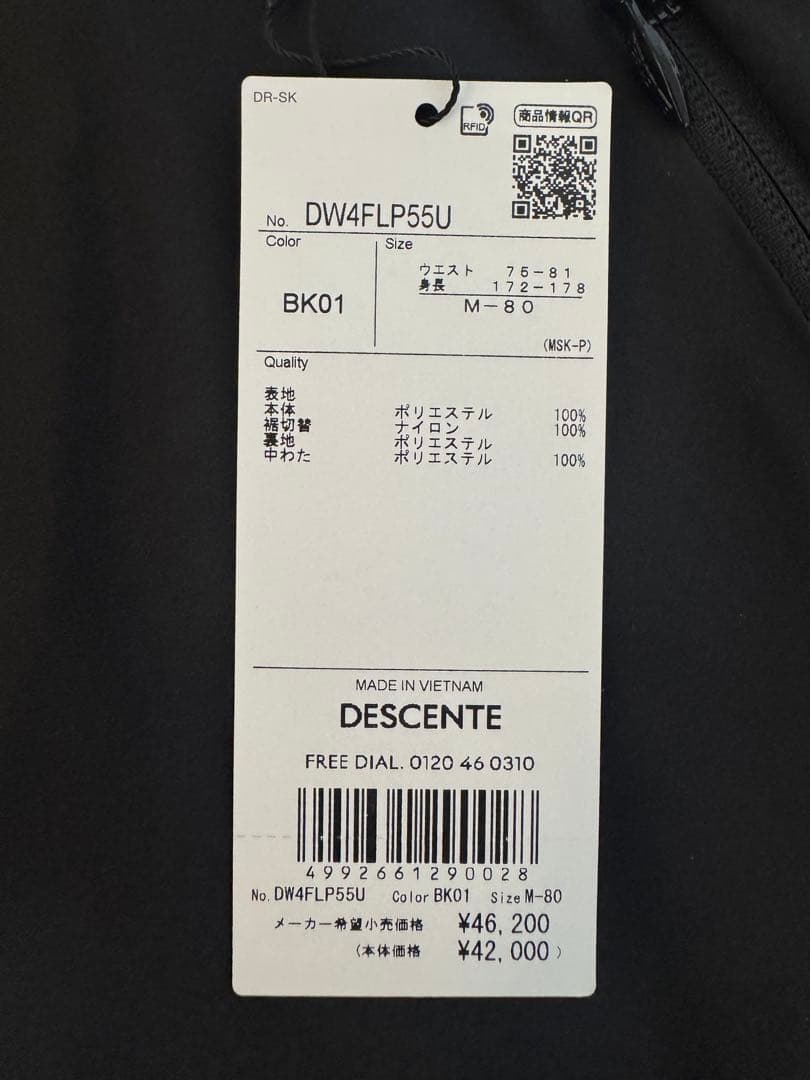 DR-SK
RFID
商品情報QR
No. DW4FLP55U
Color
Size
BK01
ウエスト 75-81
身長 172-178
M-80
(MSK-P)
Quality
表地
本体 ポリエステル 100%
裾切替 ナイロン 100%
裏地 ポリエステル
中わた ポリエステル 100%
MADE IN VIETNAM
DESCENTE
FREE DIAL. 0120 46 0310
4992661290028
No. DW4FLP55U Color BK01 Size M-80
メーカー希望小売価格 ¥46,200
(本体価格 ¥42,000)